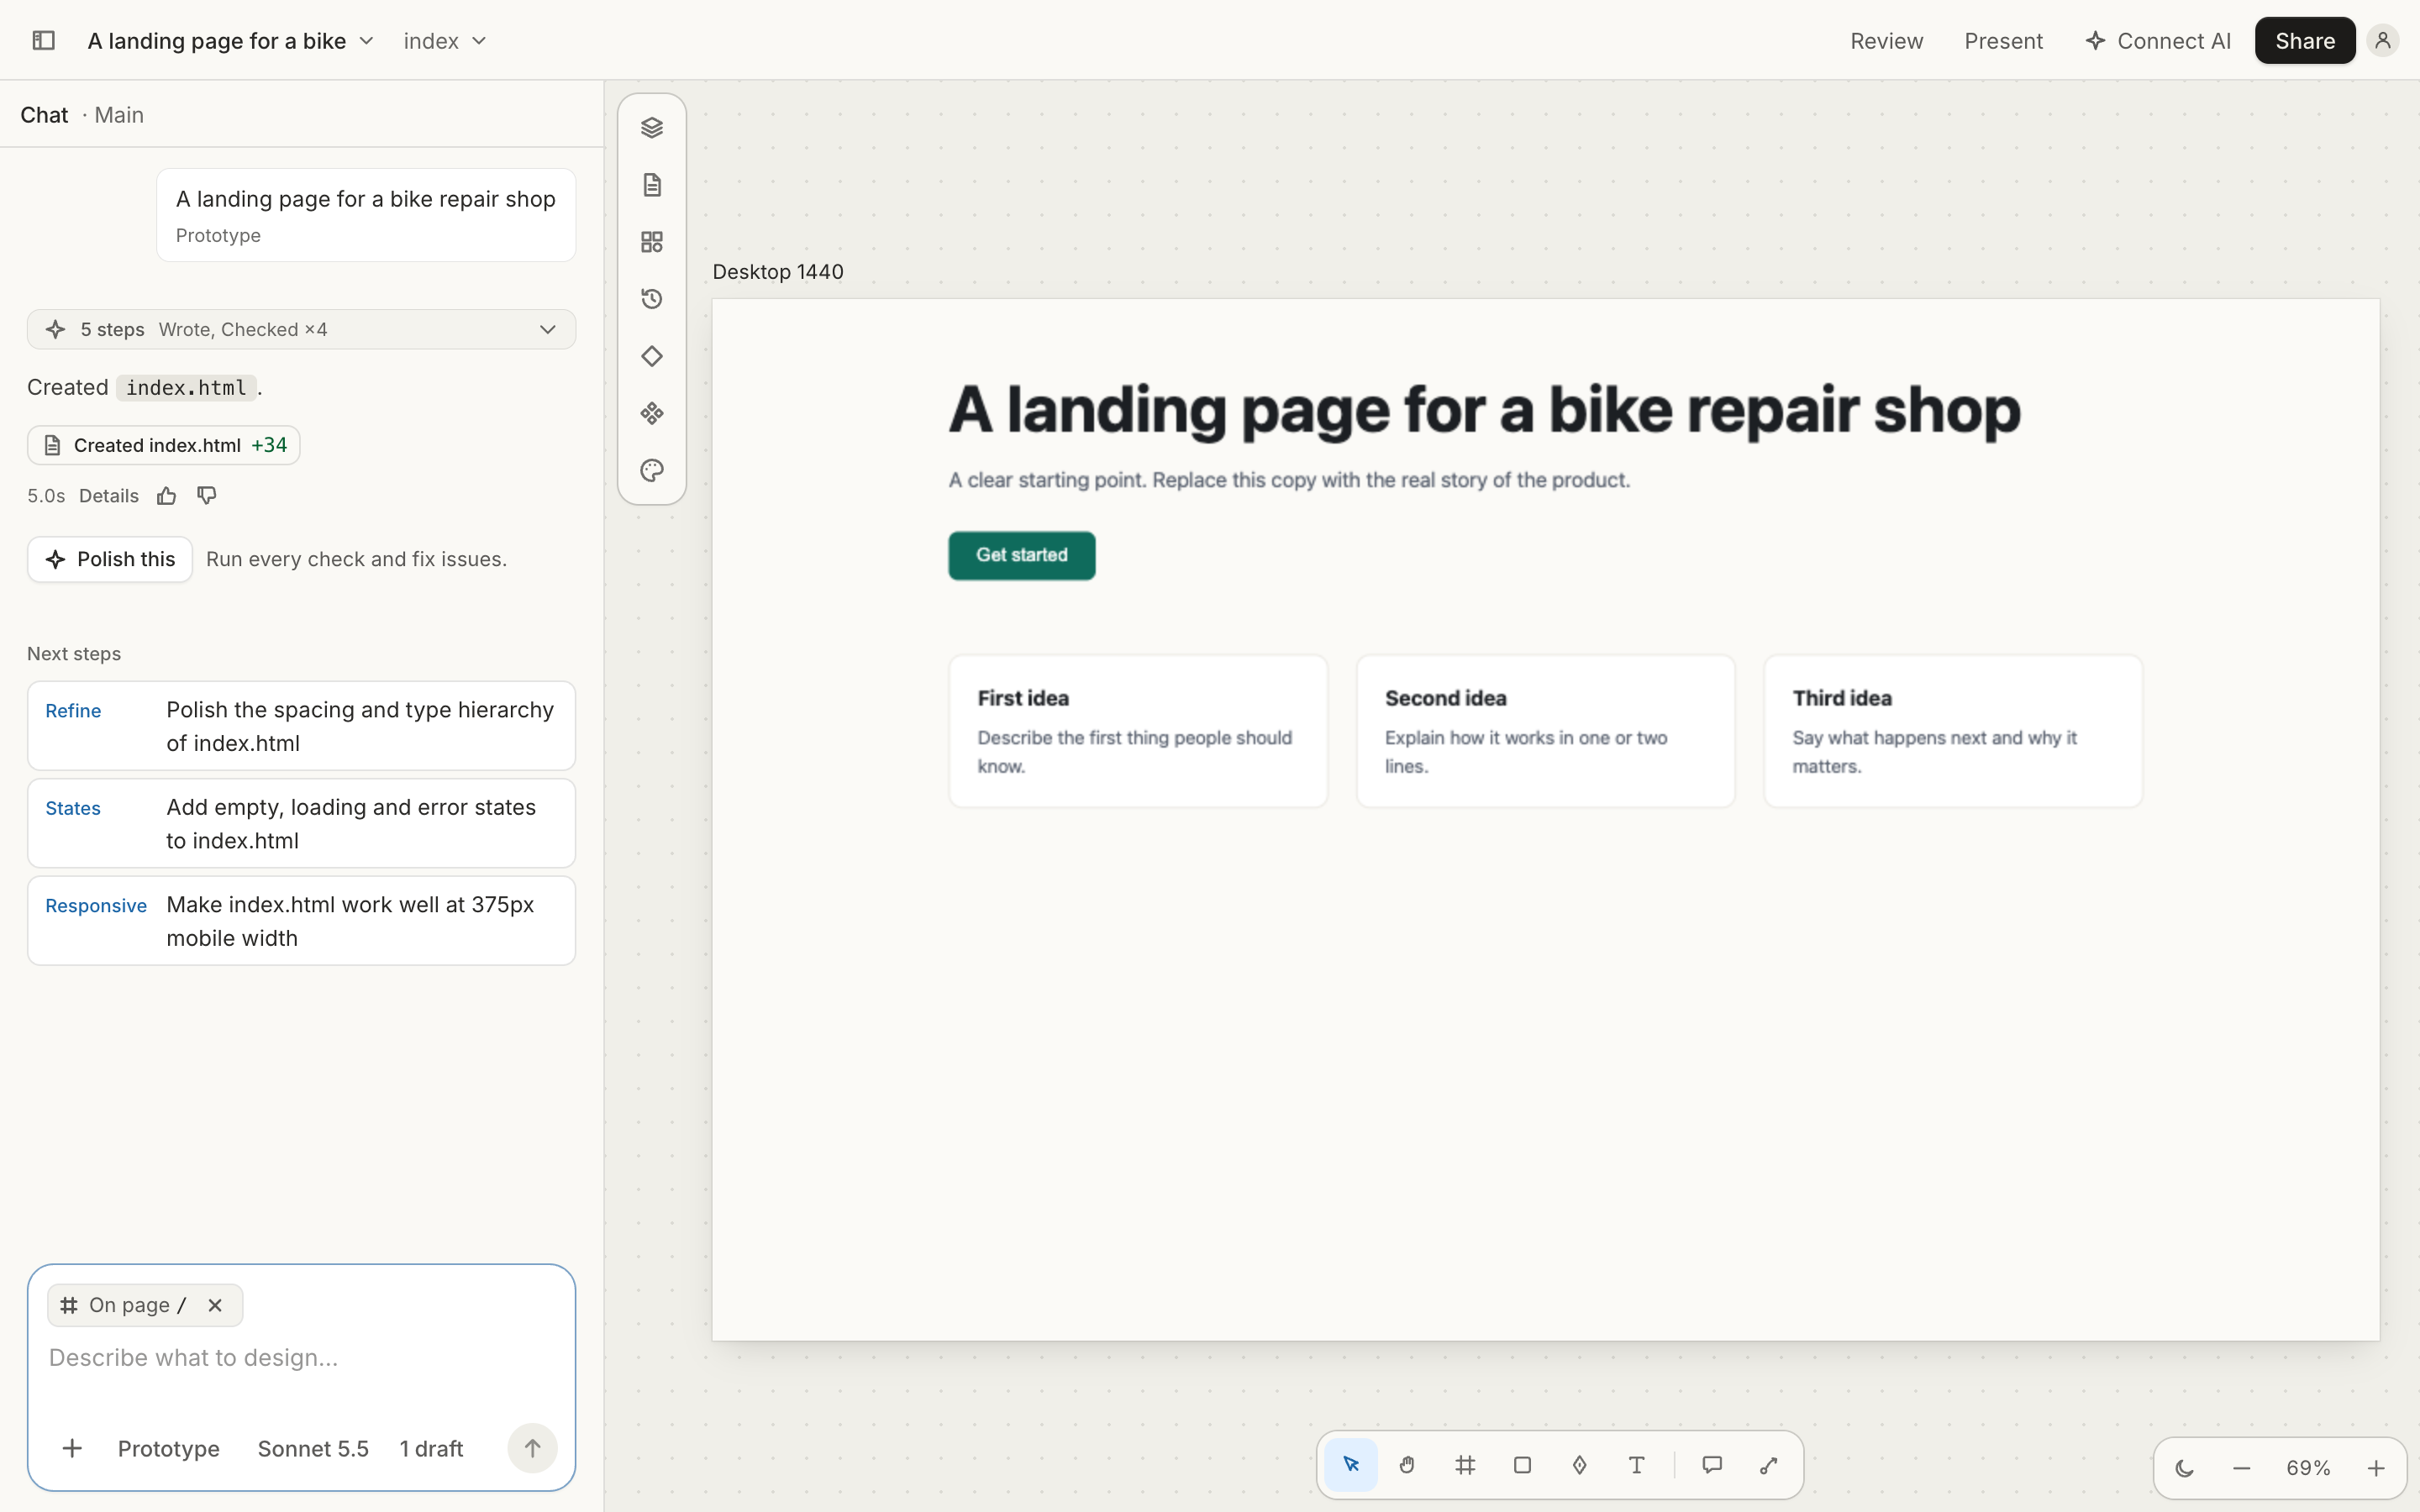 A landing page for a bike
index
Review
Present
Connect AI
Share
Chat · Main
A landing page for a bike repair shop
Prototype
5 steps Wrote, Checked ×4
Created index.html.
Created index.html +34
5.0s Details
Polish this Run every check and fix issues.
Next steps
Refine Polish the spacing and type hierarchy
of index.html
States Add empty, loading and error states
to index.html
Responsive Make index.html work well at 375px
mobile width
On page /
Describe what to design...
Prototype Sonnet 5.5 1 draft
Desktop 1440
A landing page for a bike repair shop
A clear starting point. Replace this copy with the real story of the product.
Get started
First idea
Describe the first thing people should
know.
Second idea
Explain how it works in one or two
lines.
Third idea
Say what happens next and why it
matters.
69%